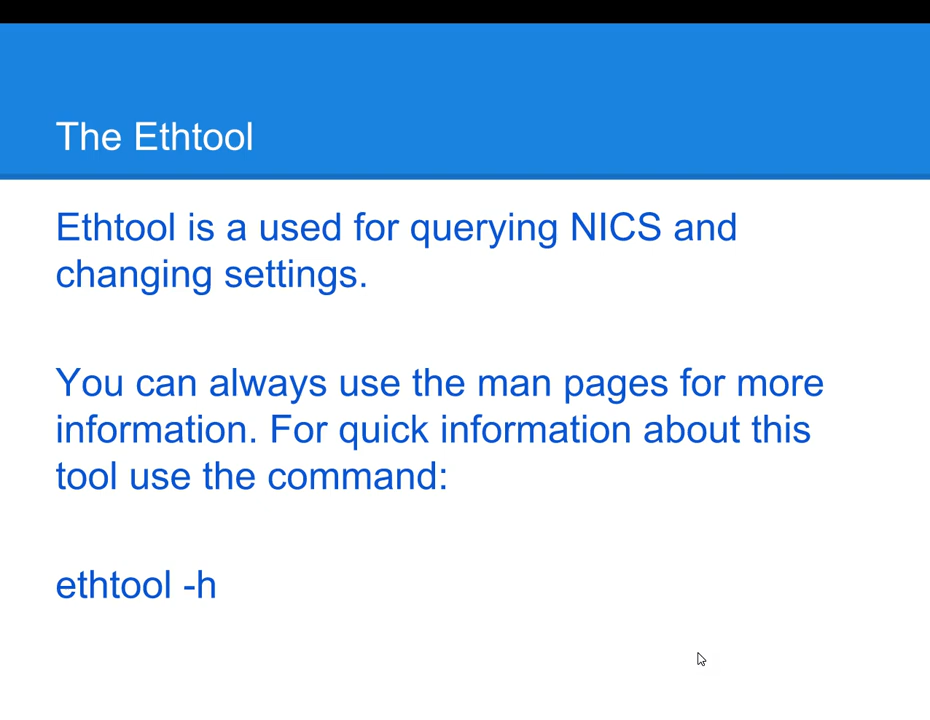 The Ethtool
Ethtool is a used for querying NICS and
changing settings.
You can always use the man pages for more
information. For quick information about this
tool use the command:
ethtool -h